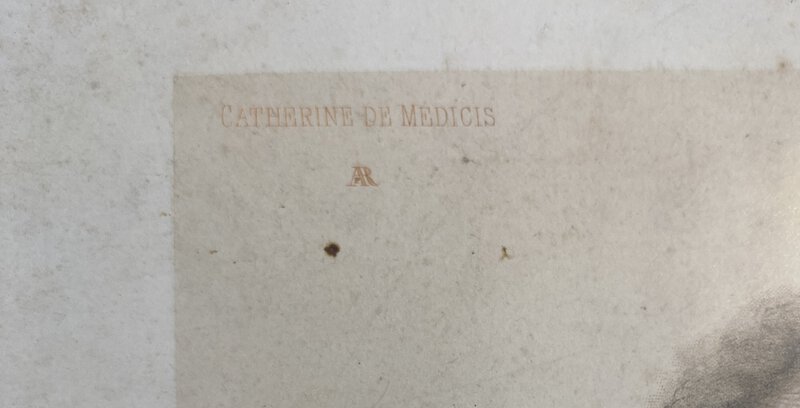 CATHERINE DE MÉDICIS
AR